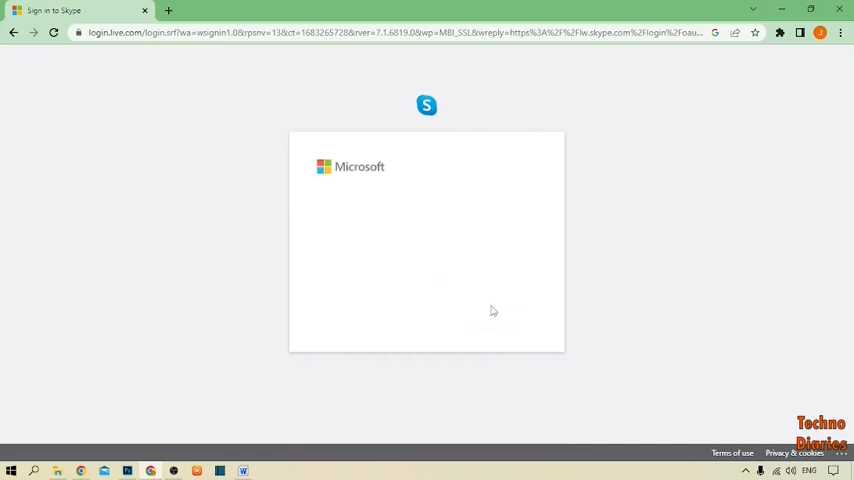 Sign in to Skype
login.live.com/login.srf?wa=wsignin1.0&rpsnv=13&ct=1683265728&rver=7.1.6819.0&wp=MBI_SSL&wreply=https%3A%2F%2Flw.skype.com%2Flogin%2Foau...
J
S
Microsoft
Techno
Diaries
Terms of use
Privacy & cookies
...
ENG